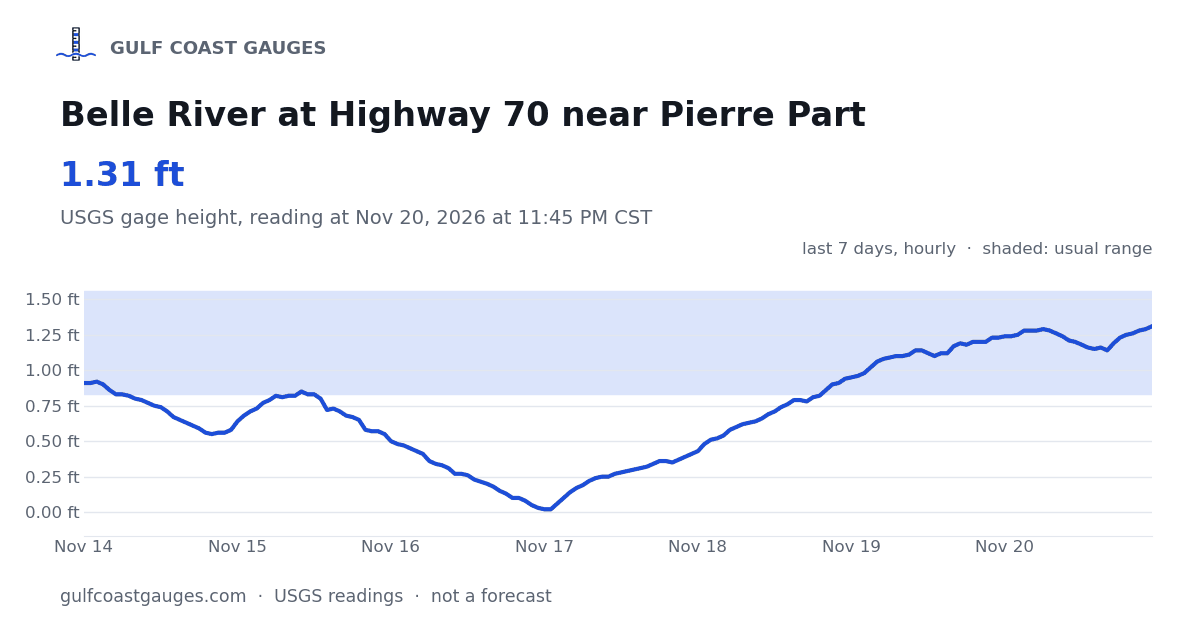 GULF COAST GAUGES
Belle River at Highway 70 near Pierre Part
1.31 ft
USGS gage height, reading at Nov 20, 2026 at 11:45 PM CST
last 7 days, hourly · shaded: usual range
1.50 ft
1.25 ft
1.00 ft
0.75 ft
0.50 ft
0.25 ft
0.00 ft
Nov 14 Nov 15 Nov 16 Nov 17 Nov 18 Nov 19 Nov 20
gulfcoastgauges.com · USGS readings · not a forecast